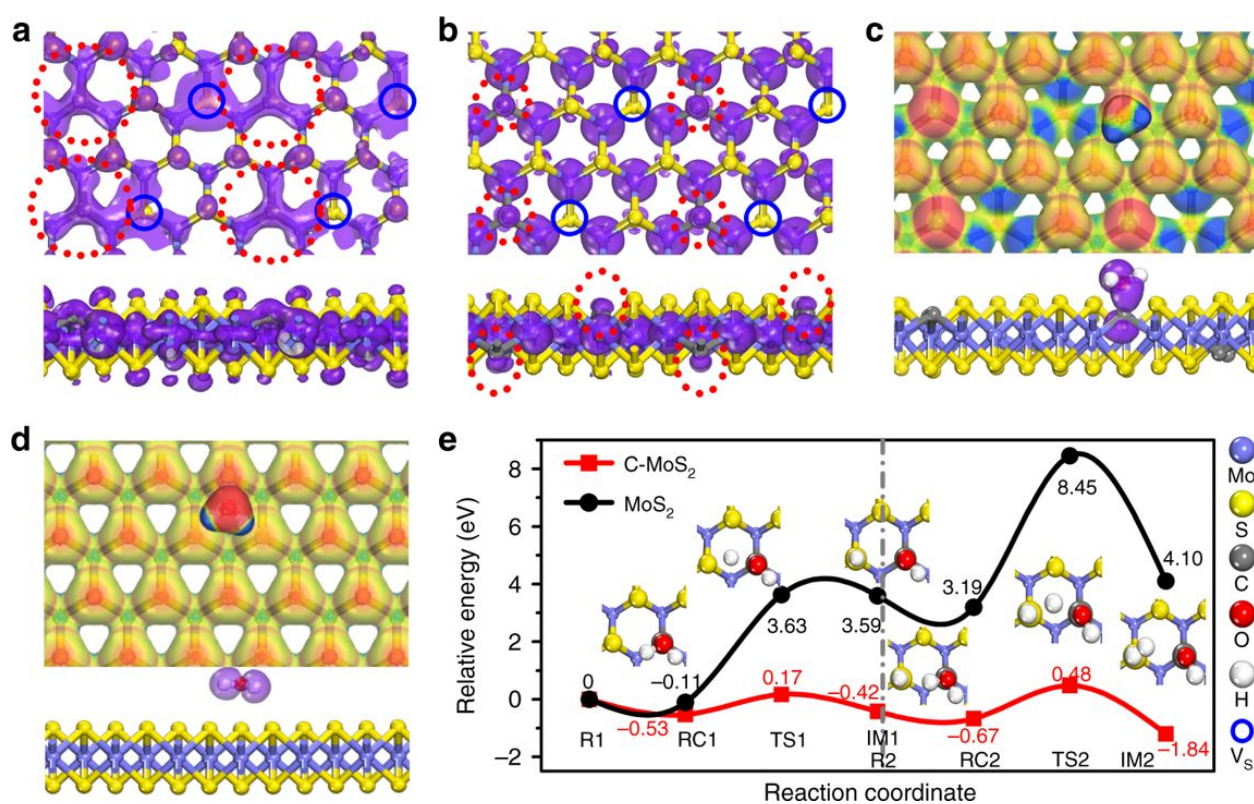 a
b
c
d
e
C-MoS₂
MoS₂
Relative energy (eV)
8
6
4
2
0
−2
0
−0.11
3.63
3.59
3.19
8.45
4.10
−0.53
0.17
−0.42
−0.67
0.48
−1.84
R1
RC1
TS1
IM1
R2
RC2
TS2
IM2
Reaction coordinate
Mo
S
C
O
H
V_S